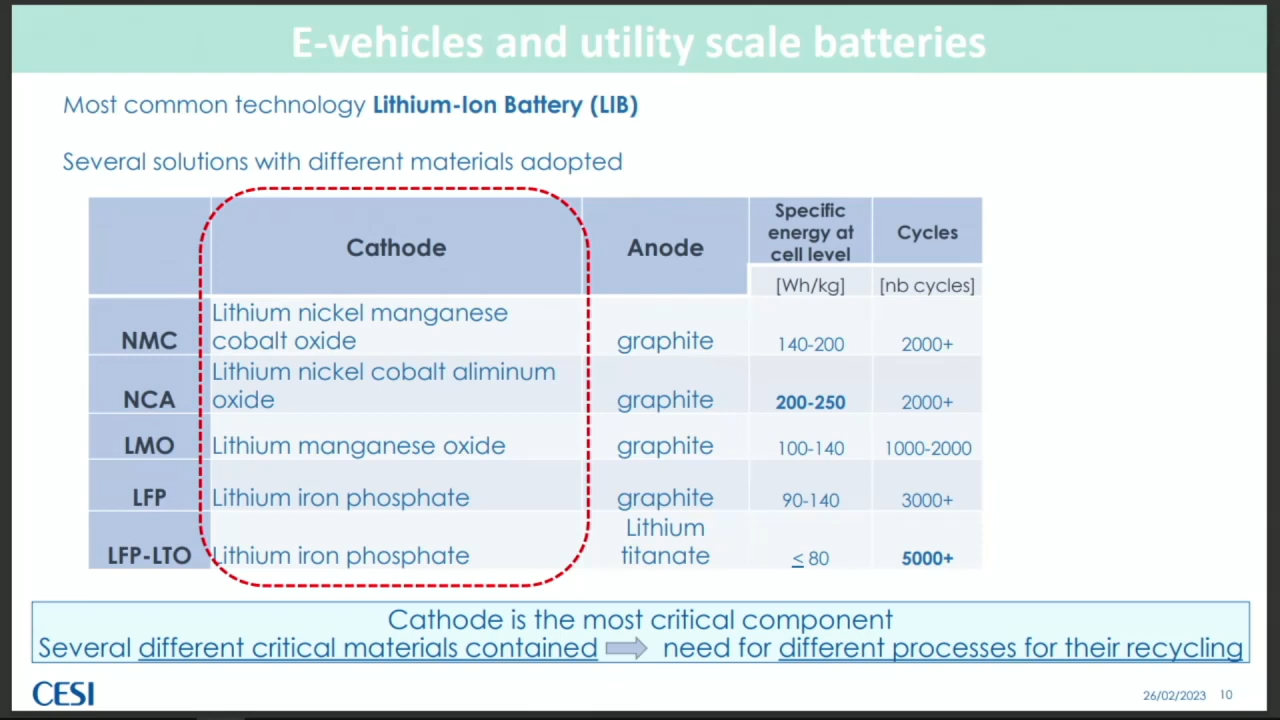 E-vehicles and utility scale batteries
Most common technology Lithium-Ion Battery (LIB)
Several solutions with different materials adopted
Cathode
Anode
Specific
energy at
cell level
Cycles
[Wh/kg]
[nb cycles]
NMC
Lithium nickel manganese
cobalt oxide
graphite
140-200
2000+
NCA
Lithium nickel cobalt aliminum
oxide
graphite
200-250
2000+
LMO
Lithium manganese oxide
graphite
100-140
1000-2000
LFP
Lithium iron phosphate
graphite
90-140
3000+
LFP-LTO
Lithium iron phosphate
Lithium
titanate
≤ 80
5000+
Cathode is the most critical component
Several different critical materials contained need for different processes for their recycling
CESI
26/02/2023 10